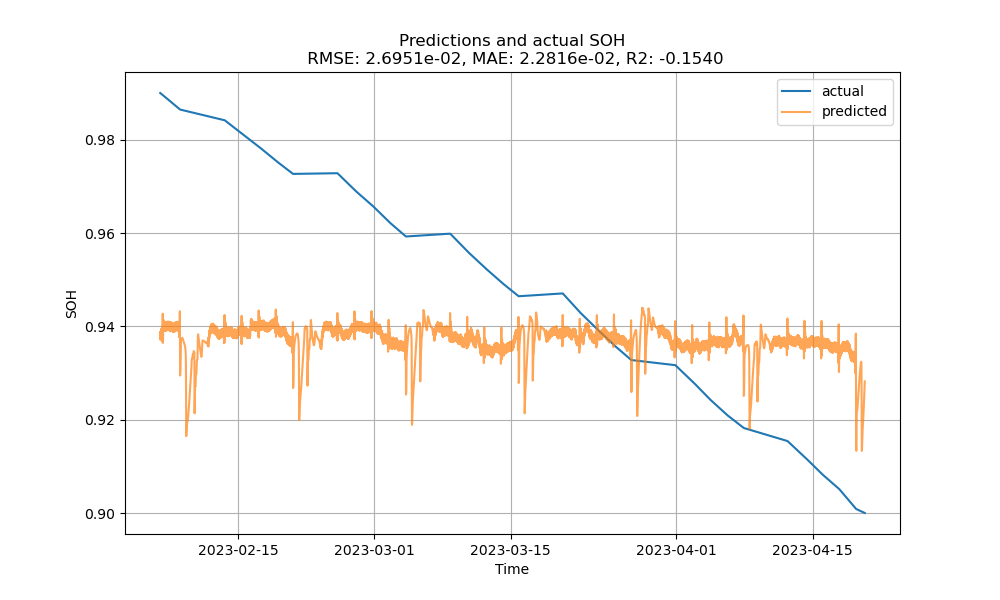 Predictions and actual SOH
RMSE: 2.6951e-02, MAE: 2.2816e-02, R2: -0.1540
actual
predicted
0.98
0.96
0.94
0.92
0.90
SOH
2023-02-15
2023-03-01
2023-03-15
2023-04-01
2023-04-15
Time